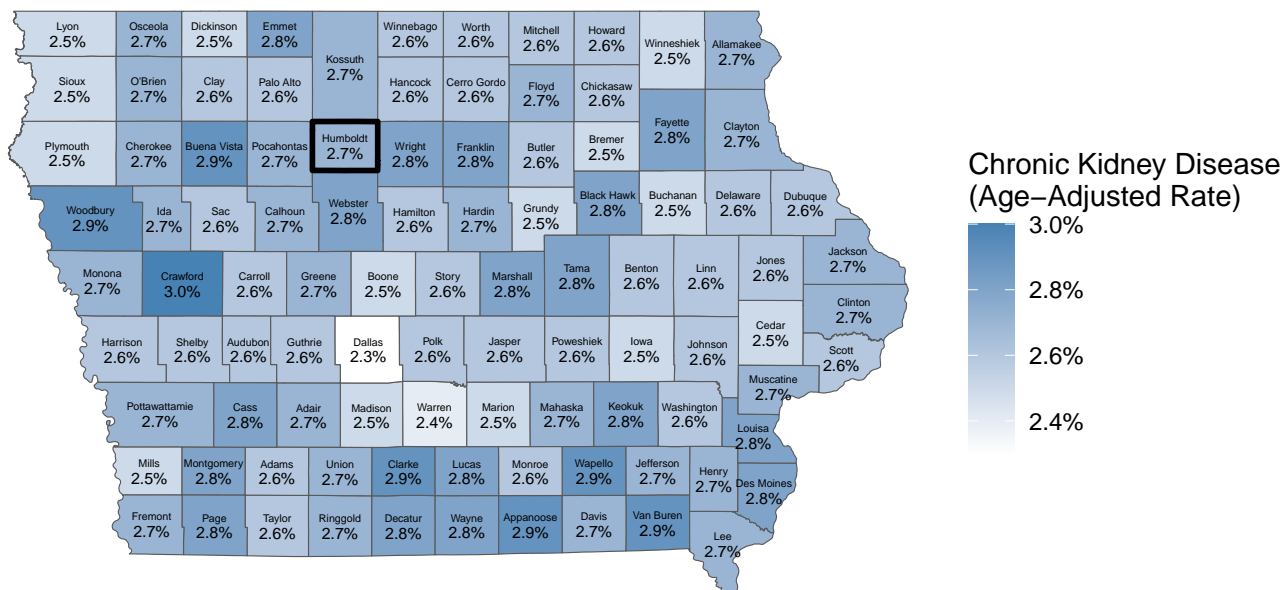 Lyon
2.5%
Osceola
2.7%
Dickinson
2.5%
Emmet
2.8%
Kossuth
2.7%
Winnebago
2.6%
Worth
2.6%
Mitchell
2.6%
Howard
2.6%
Winneshiek
2.5%
Allamakee
2.7%
Sioux
2.5%
O'Brien
2.7%
Clay
2.6%
Palo Alto
2.6%
Hancock
2.6%
Cerro Gordo
2.6%
Floyd
2.7%
Chickasaw
2.6%
Fayette
2.8%
Clayton
2.7%
Plymouth
2.5%
Cherokee
2.7%
Buena Vista
2.9%
Pocahontas
2.7%
Humboldt
2.7%
Wright
2.8%
Franklin
2.8%
Butler
2.6%
Bremer
2.5%
Woodbury
2.9%
Ida
2.7%
Sac
2.6%
Calhoun
2.7%
Webster
2.8%
Hamilton
2.6%
Hardin
2.7%
Grundy
2.5%
Black Hawk
2.8%
Buchanan
2.5%
Delaware
2.6%
Dubuque
2.6%
Monona
2.7%
Crawford
3.0%
Carroll
2.6%
Greene
2.7%
Boone
2.5%
Story
2.6%
Marshall
2.8%
Tama
2.8%
Benton
2.6%
Linn
2.6%
Jones
2.6%
Jackson
2.7%
Clinton
2.7%
Harrison
2.6%
Shelby
2.6%
Audubon
2.6%
Guthrie
2.6%
Dallas
2.3%
Polk
2.6%
Jasper
2.6%
Poweshiek
2.6%
Iowa
2.5%
Johnson
2.6%
Cedar
2.5%
Scott
2.6%
Muscatine
2.7%
Pottawattamie
2.7%
Cass
2.8%
Adair
2.7%
Madison
2.5%
Warren
2.4%
Marion
2.5%
Mahaska
2.7%
Keokuk
2.8%
Washington
2.6%
Louisa
2.8%
Mills
2.5%
Montgomery
2.8%
Adams
2.6%
Union
2.7%
Clarke
2.9%
Lucas
2.8%
Monroe
2.6%
Wapello
2.9%
Jefferson
2.7%
Henry
2.7%
Des Moines
2.8%
Fremont
2.7%
Page
2.8%
Taylor
2.6%
Ringgold
2.7%
Decatur
2.8%
Wayne
2.8%
Appanoose
2.9%
Davis
2.7%
Van Buren
2.9%
Lee
2.7%
Chronic Kidney Disease
(Age−Adjusted Rate)
3.0%
2.8%
2.6%
2.4%